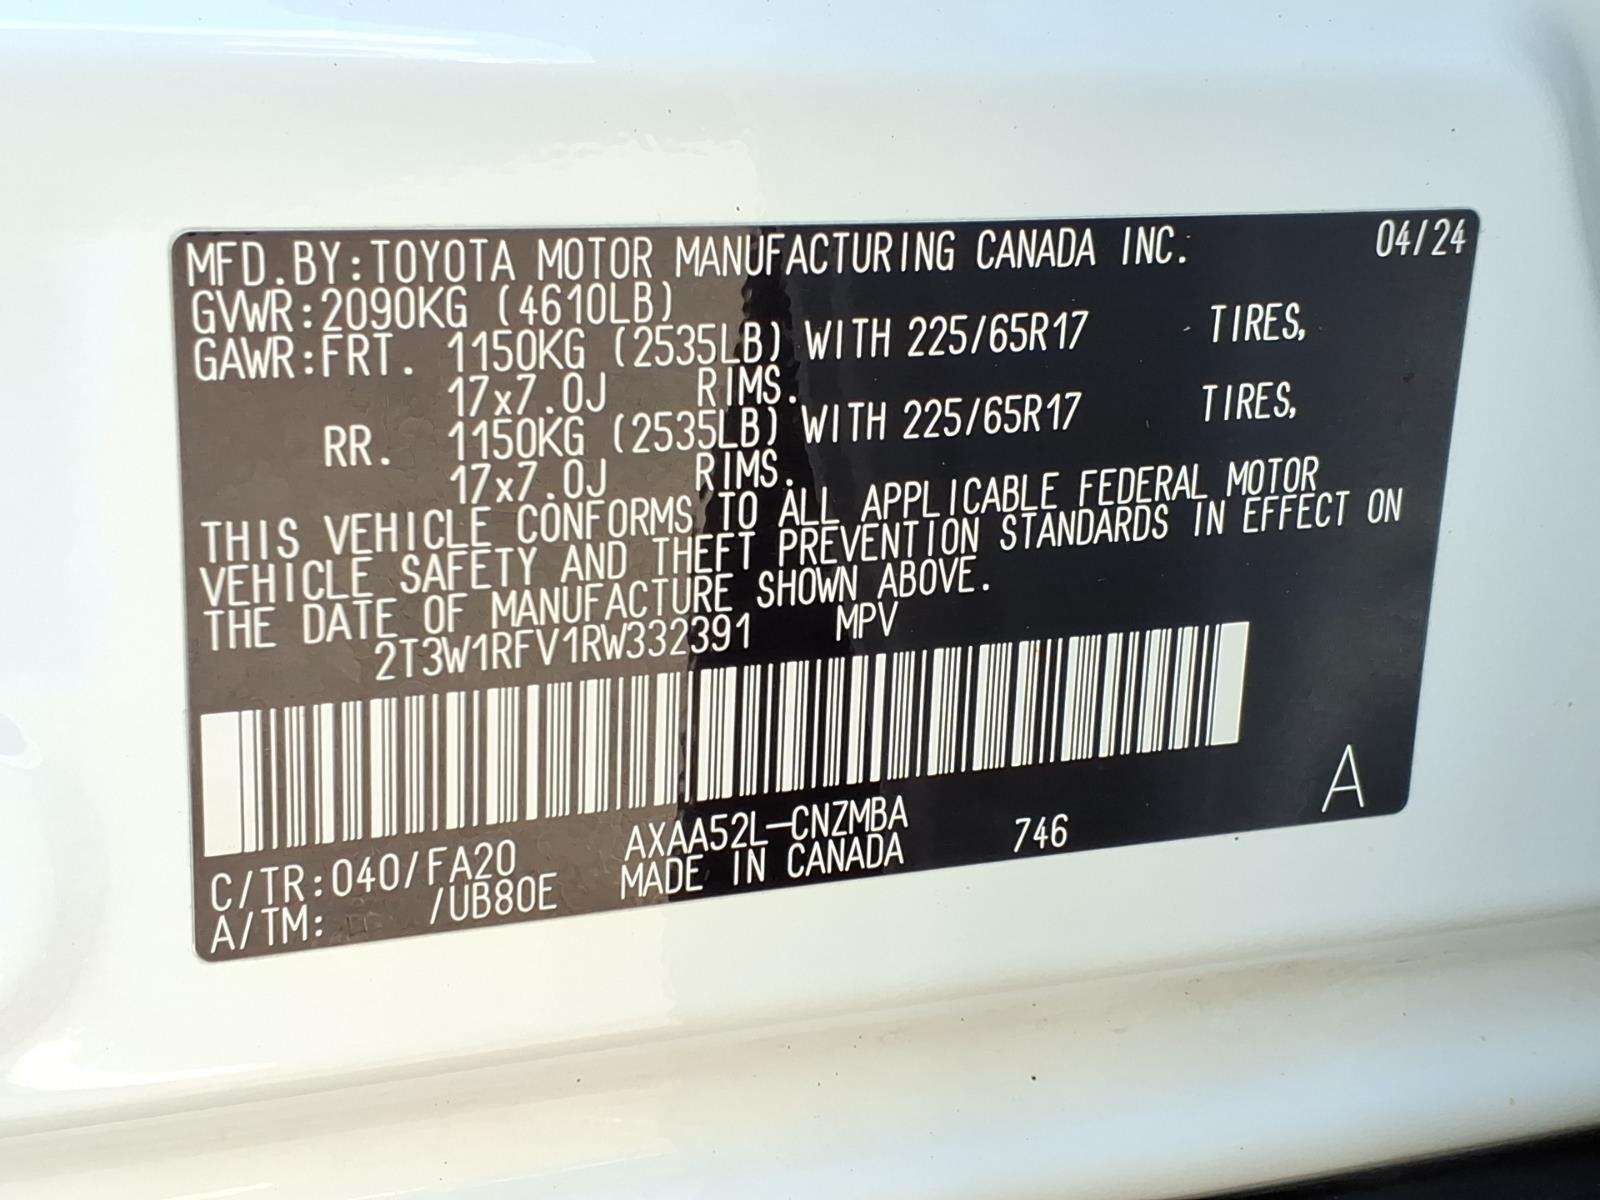 MFD.BY:TOYOTA MOTOR MANUFACTURING CANADA INC. 04/24
GVWR:2090KG (4610LB)
GAWR:FRT. 1150KG (2535LB) WITH 225/65R17 TIRES,
17x7.0J RIMS.
RR. 1150KG (2535LB) WITH 225/65R17 TIRES,
17x7.0J RIMS.
THIS VEHICLE CONFORMS TO ALL APPLICABLE FEDERAL MOTOR
VEHICLE SAFETY AND THEFT PREVENTION STANDARDS IN EFFECT ON
THE DATE OF MANUFACTURE SHOWN ABOVE.
2T3W1RFV1RW332391 MPV
A
C/TR:040/FA20 AXAA52L-CNZMBA 746
A/TM: /UB80E MADE IN CANADA